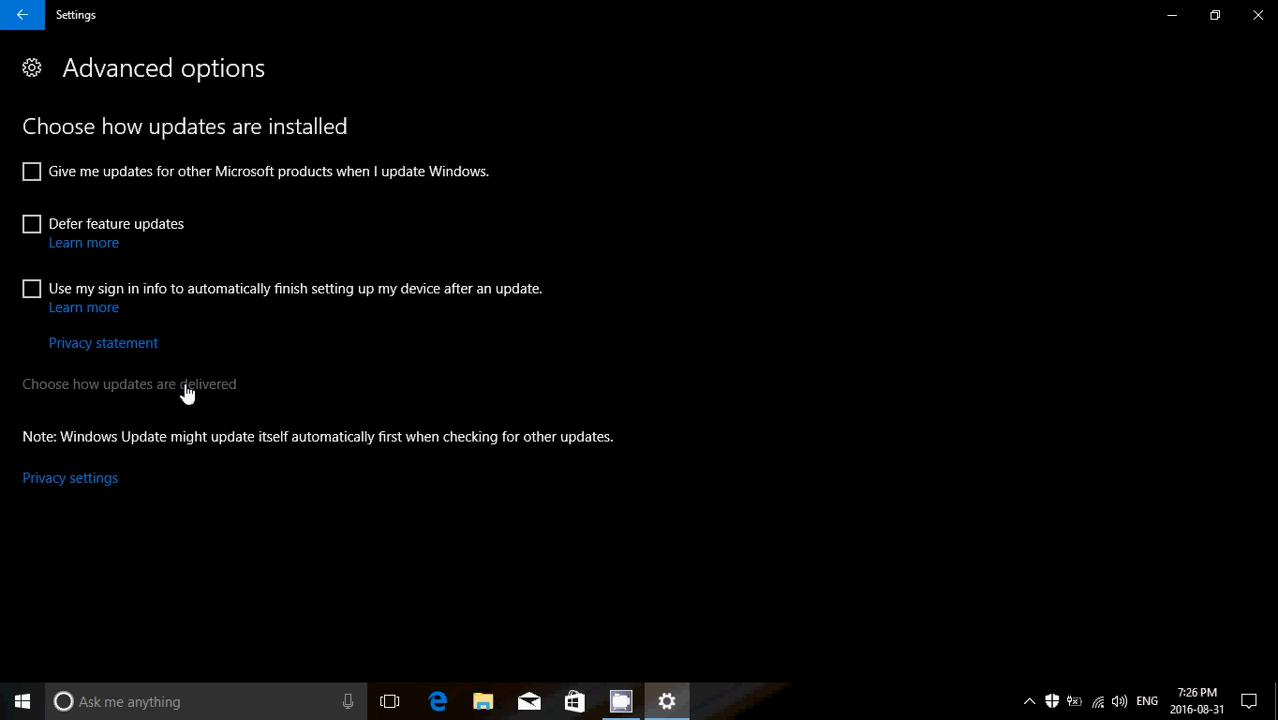 Settings
Advanced options
Choose how updates are installed
Give me updates for other Microsoft products when I update Windows.
Defer feature updates
Learn more
Use my sign in info to automatically finish setting up my device after an update.
Learn more
Privacy statement
Choose how updates are delivered
Note: Windows Update might update itself automatically first when checking for other updates.
Privacy settings
Ask me anything
ENG
7:26 PM
2016-08-31